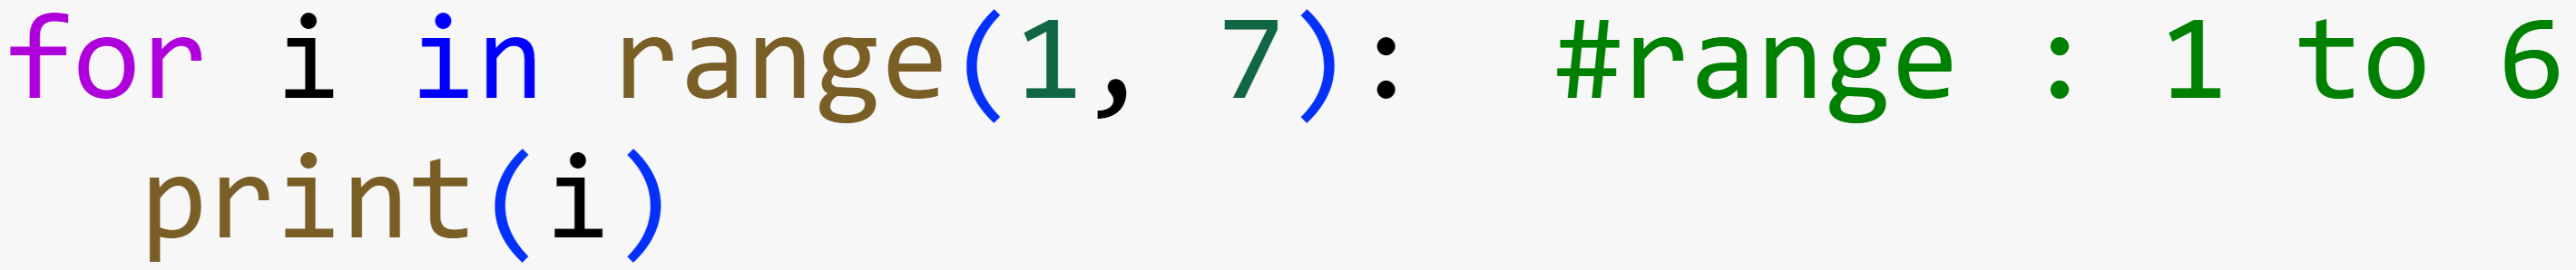 for i in range(1, 7):  #range : 1 to 6
  print(i)